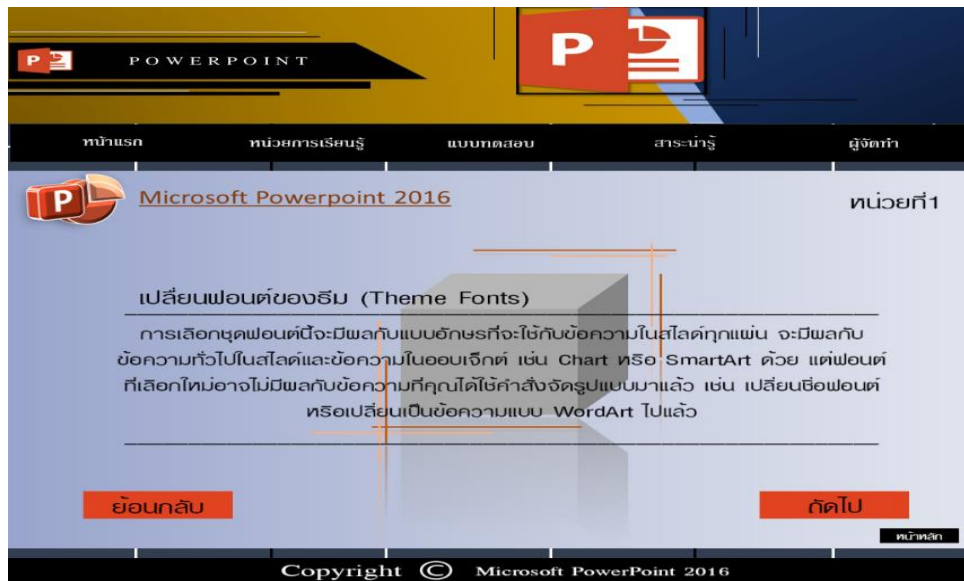 P
POWERPOINT
P
หน้าแรก หน่วยการเรียนรู้ แบบทดสอบ สาระน่ารู้ ผู้จัดทำ
P
Microsoft Powerpoint 2016
หน่วยที่1
เปลี่ยนฟอนต์ของธีม (Theme Fonts)
การเลือกชุดฟอนต์นี้จะมีผลกับแบบอักษรที่จะใช้กับข้อความในสไลด์ทุกแผ่น จะมีผลกับ
ข้อความทั่วไปในสไลด์และข้อความในออบเจ็กต์ เช่น Chart หรือ SmartArt ด้วย แต่ฟอนต์
ที่เลือกใหม่อาจไม่มีผลกับข้อความที่คุณได้ใช้คำสั่งจัดรูปแบบมาแล้ว เช่น เปลี่ยนชื่อฟอนต์
หรือเปลี่ยนเป็นข้อความแบบ WordArt ไปแล้ว
ย้อนกลับ
ถัดไป
หน้าหลัก
Copyright © Microsoft PowerPoint 2016